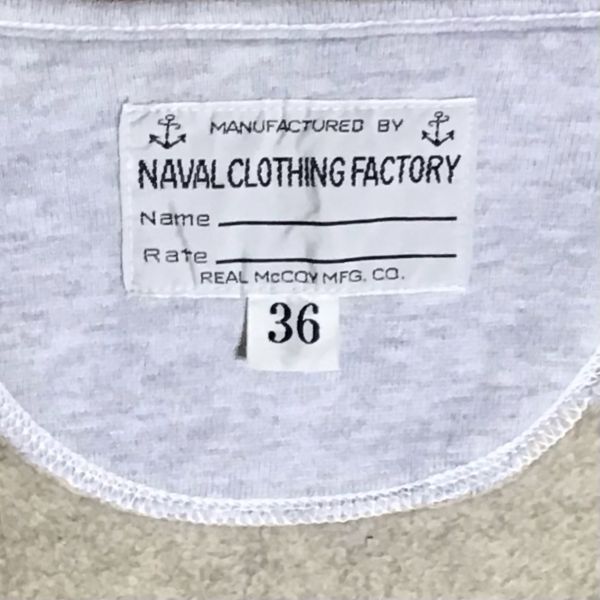 MANUFACTURED BY
NAVAL CLOTHING FACTORY
Name
Rate
REAL McCOY MFG. CO.
36